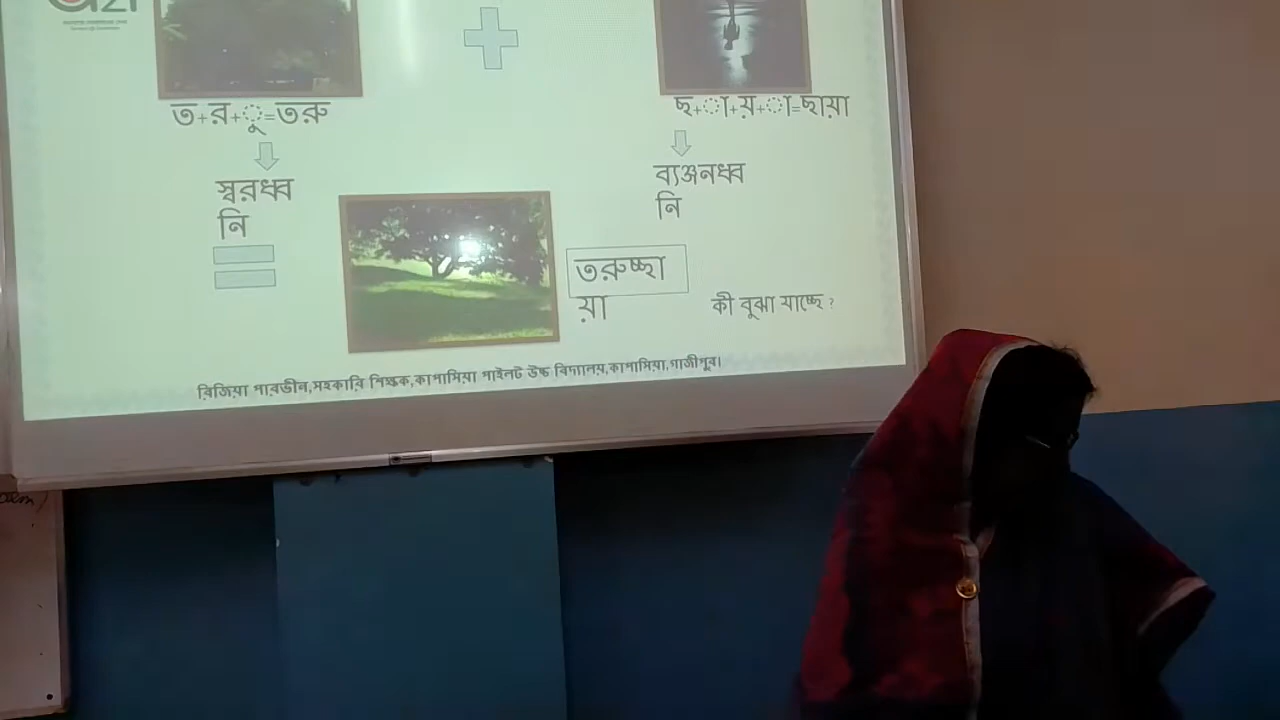 ত+র+ু=তরু
ছ+া+য়+া=ছায়া
স্বরধ্ব
নি
ব্যঞ্জনধ্ব
নি
তরুচ্ছা
য়া
কী বুঝা যাচ্ছে ?
রিজিয়া পারভীন,সহকারি শিক্ষক,কাপাসিয়া পাইলট উচ্চ বিদ্যালয়,কাপাসিয়া,গাজীপুর।